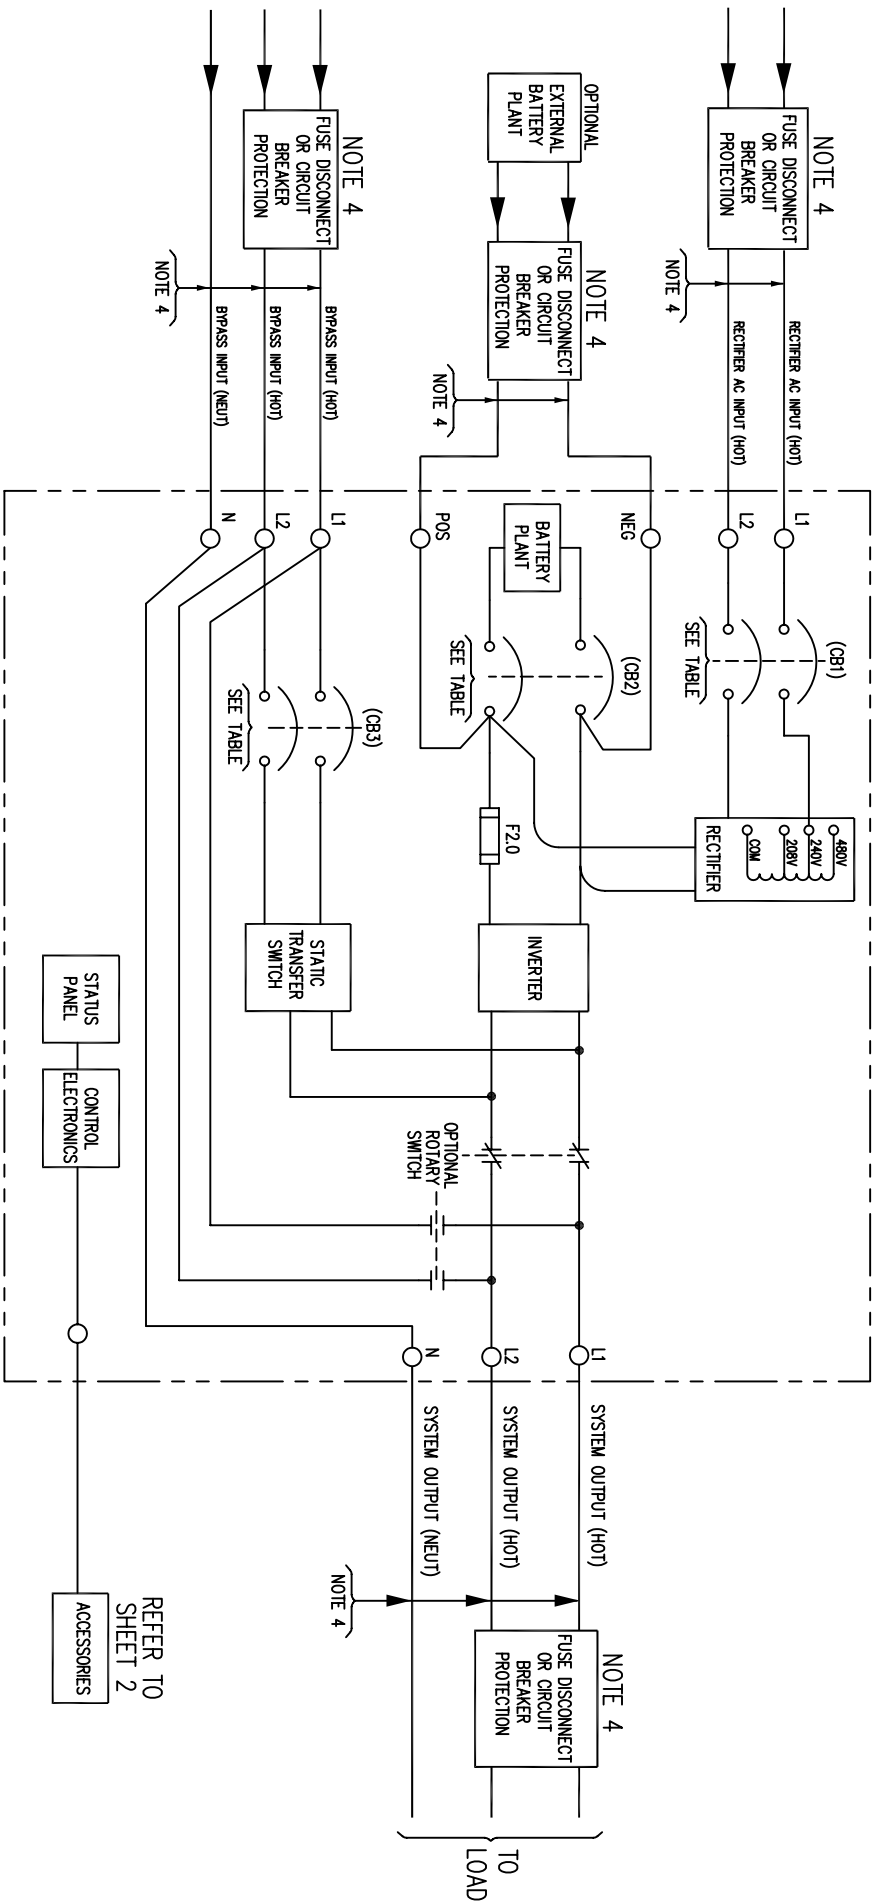 NOTE 4
FUSE DISCONNECT
OR CIRCUIT
BREAKER
PROTECTION
NOTE 4
RECTIFIER AC INPUT (HOT)
RECTIFIER AC INPUT (HOT)
L1
L2
(CB1)
SEE TABLE
480V
240V
208V
COM
RECTIFIER
OPTIONAL
EXTERNAL
BATTERY
PLANT
NOTE 4
FUSE DISCONNECT
OR CIRCUIT
BREAKER
PROTECTION
NOTE 4
NEG
POS
BATTERY
PLANT
(CB2)
SEE TABLE
F2.0
INVERTER
OPTIONAL
ROTARY
SWITCH
L1
L2
N
SYSTEM OUTPUT (HOT)
SYSTEM OUTPUT (HOT)
SYSTEM OUTPUT (NEUT)
NOTE 4
NOTE 4
FUSE DISCONNECT
OR CIRCUIT
BREAKER
PROTECTION
TO
LOAD
NOTE 4
FUSE DISCONNECT
OR CIRCUIT
BREAKER
PROTECTION
NOTE 4
BYPASS INPUT (HOT)
BYPASS INPUT (HOT)
BYPASS INPUT (NEUT)
L1
L2
N
(CB3)
SEE TABLE
STATIC
TRANSFER
SWITCH
STATUS
PANEL
CONTROL
ELECTRONICS
REFER TO
SHEET 2
ACCESSORIES